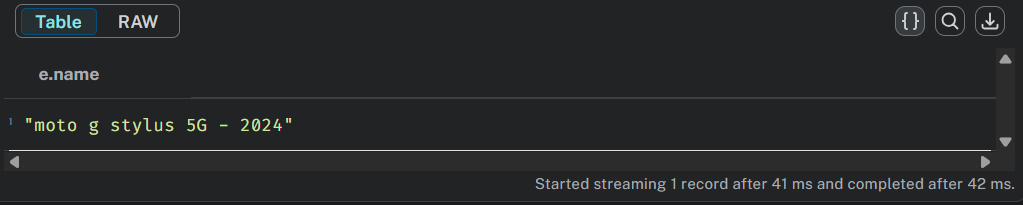 Table RAW
{}
e.name
1 "moto g stylus 5G - 2024"
Started streaming 1 record after 41 ms and completed after 42 ms.